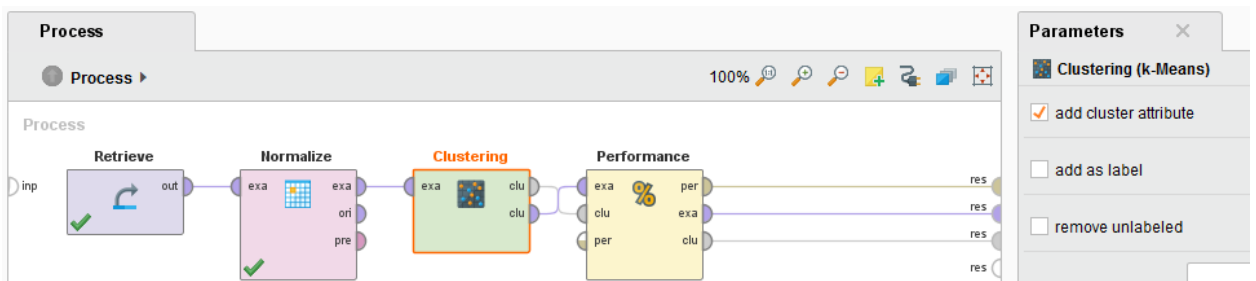 Process
Parameters
Process
100%
Clustering (k-Means)
Process
add cluster attribute
Retrieve
Normalize
Clustering
Performance
inp
out
exa
exa
ori
pre
exa
clu
clu
exa
clu
per
per
exa
clu
res
res
res
res
add as label
remove unlabeled